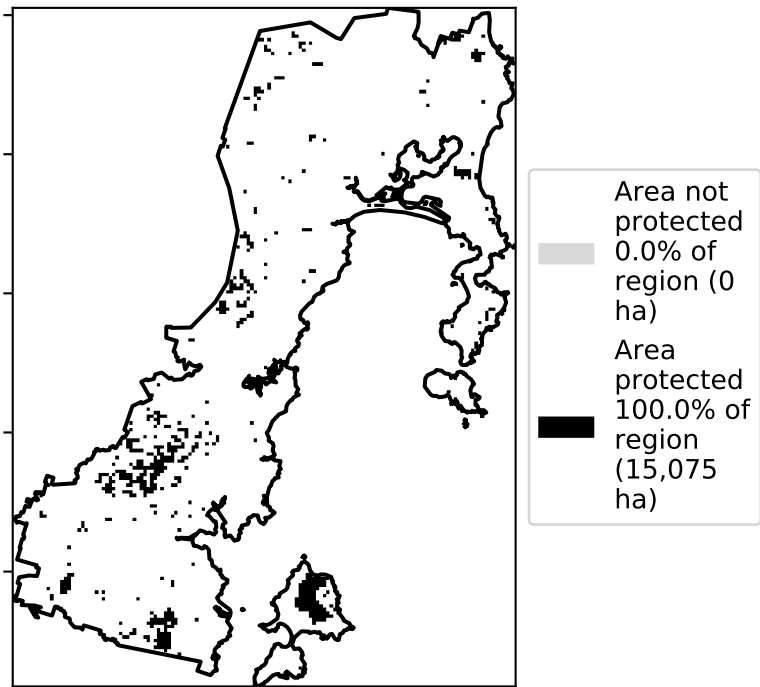 Area not
protected
0.0% of
region (0
ha)
Area
protected
100.0% of
region
(15,075
ha)